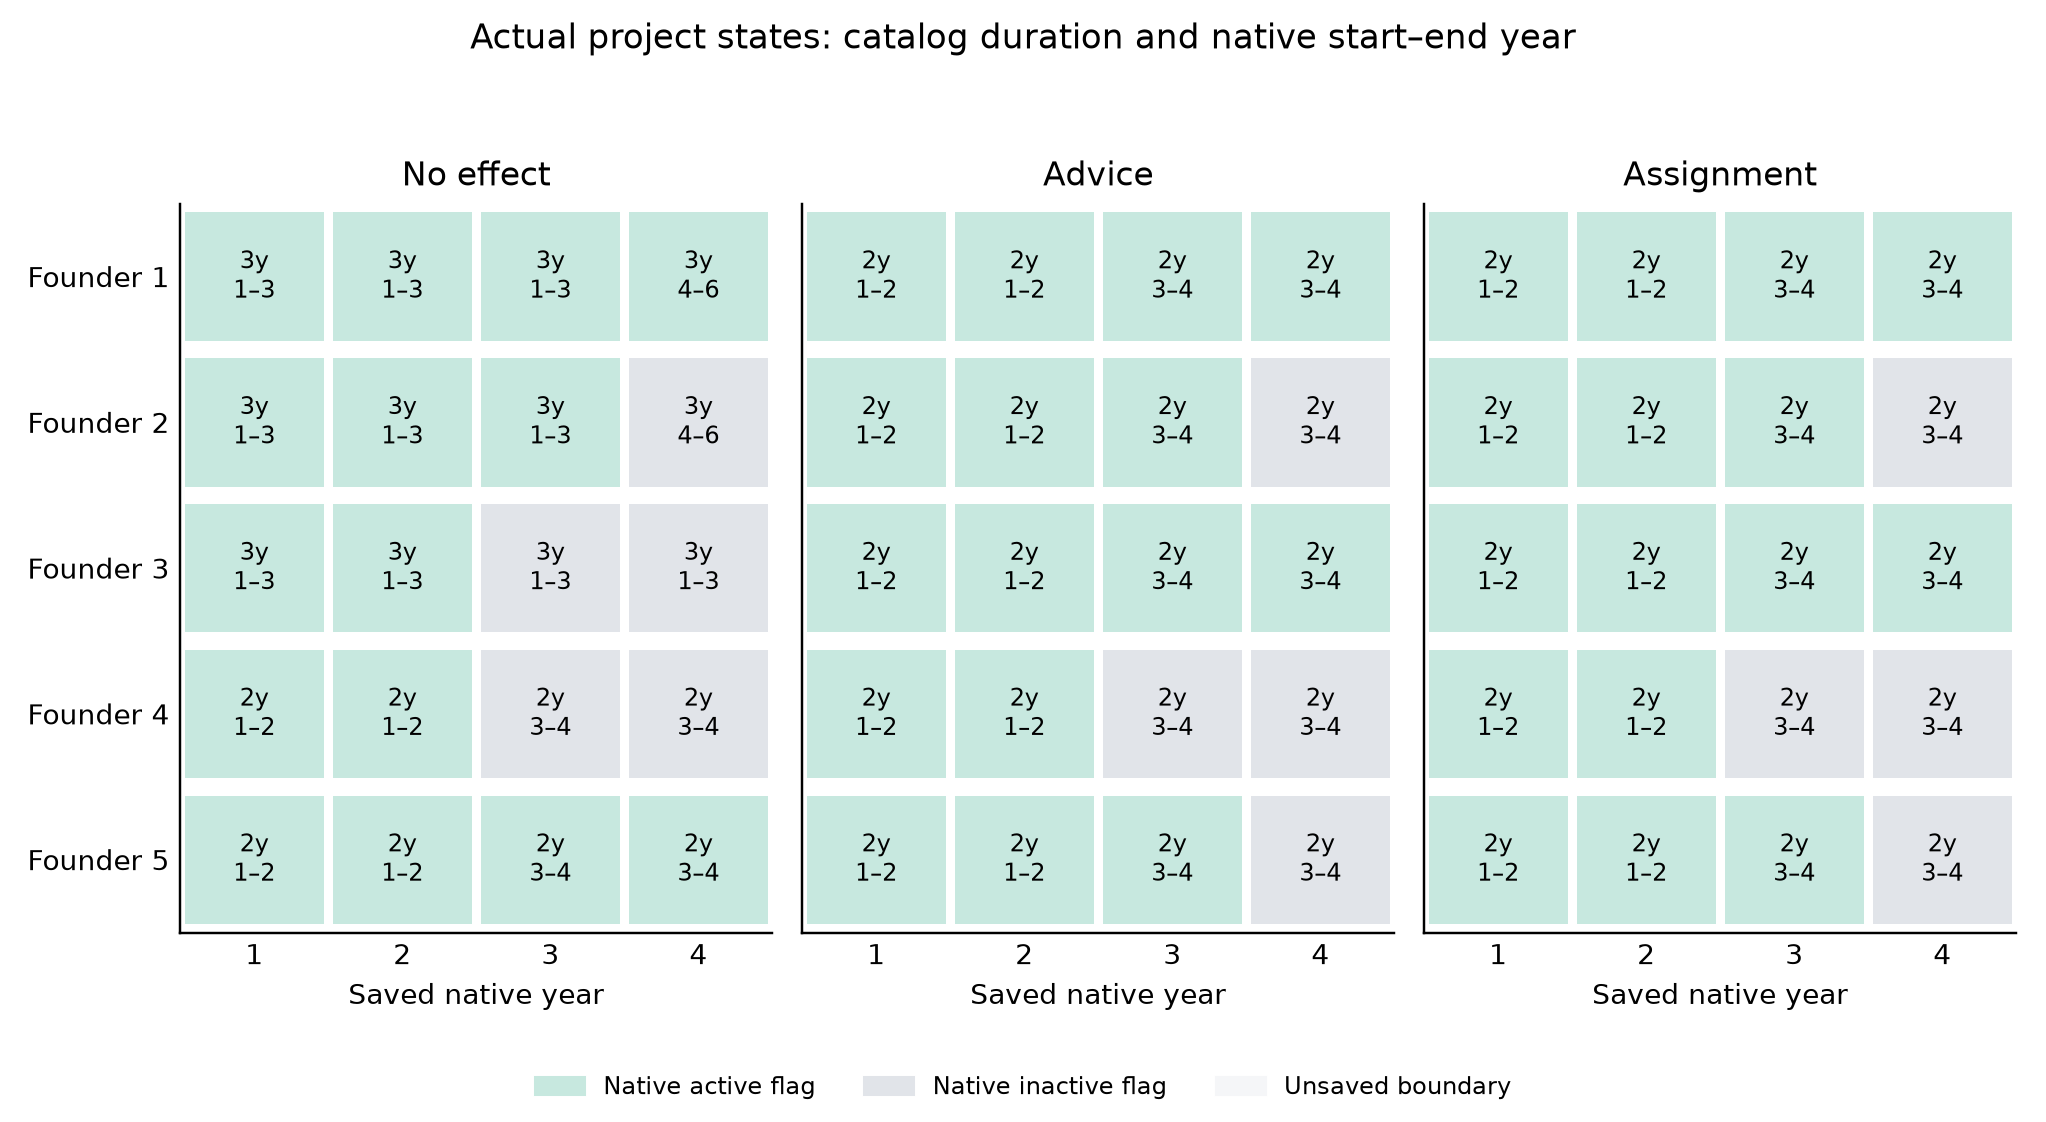 Actual project states: catalog duration and native start–end year
No effect
Advice
Assignment
Founder 1
3y
1–3
3y
1–3
3y
1–3
3y
4–6
2y
1–2
2y
1–2
2y
3–4
2y
3–4
2y
1–2
2y
1–2
2y
3–4
2y
3–4
Founder 2
3y
1–3
3y
1–3
3y
1–3
3y
4–6
2y
1–2
2y
1–2
2y
3–4
2y
3–4
2y
1–2
2y
1–2
2y
3–4
2y
3–4
Founder 3
3y
1–3
3y
1–3
3y
1–3
3y
1–3
2y
1–2
2y
1–2
2y
3–4
2y
3–4
2y
1–2
2y
1–2
2y
3–4
2y
3–4
Founder 4
2y
1–2
2y
1–2
2y
3–4
2y
3–4
2y
1–2
2y
1–2
2y
3–4
2y
3–4
2y
1–2
2y
1–2
2y
3–4
2y
3–4
Founder 5
2y
1–2
2y
1–2
2y
3–4
2y
3–4
2y
1–2
2y
1–2
2y
3–4
2y
3–4
2y
1–2
2y
1–2
2y
3–4
2y
3–4
1 2 3 4
1 2 3 4
1 2 3 4
Saved native year
Saved native year
Saved native year
Native active flag
Native inactive flag
Unsaved boundary